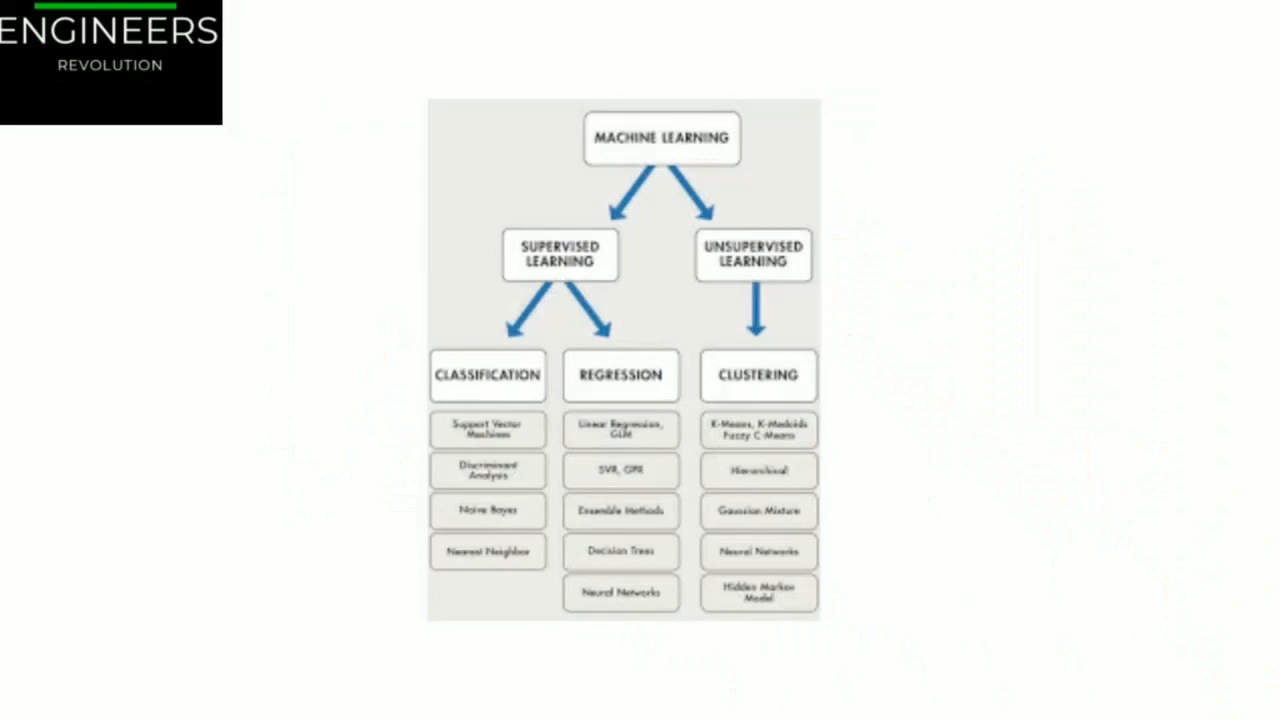 ENGINEERS
REVOLUTION
MACHINE LEARNING
SUPERVISED
LEARNING
UNSUPERVISED
LEARNING
CLASSIFICATION
REGRESSION
CLUSTERING
Support Vector
Machines
Discriminant
Analysis
Naive Bayes
Nearest Neighbor
Linear Regression,
GLM
SVR, GPR
Ensemble Methods
Decision Trees
Neural Networks
K-Means, K-Medoids
Fuzzy C-Means
Hierarchical
Gaussian Mixture
Neural Networks
Hidden Markov
Model